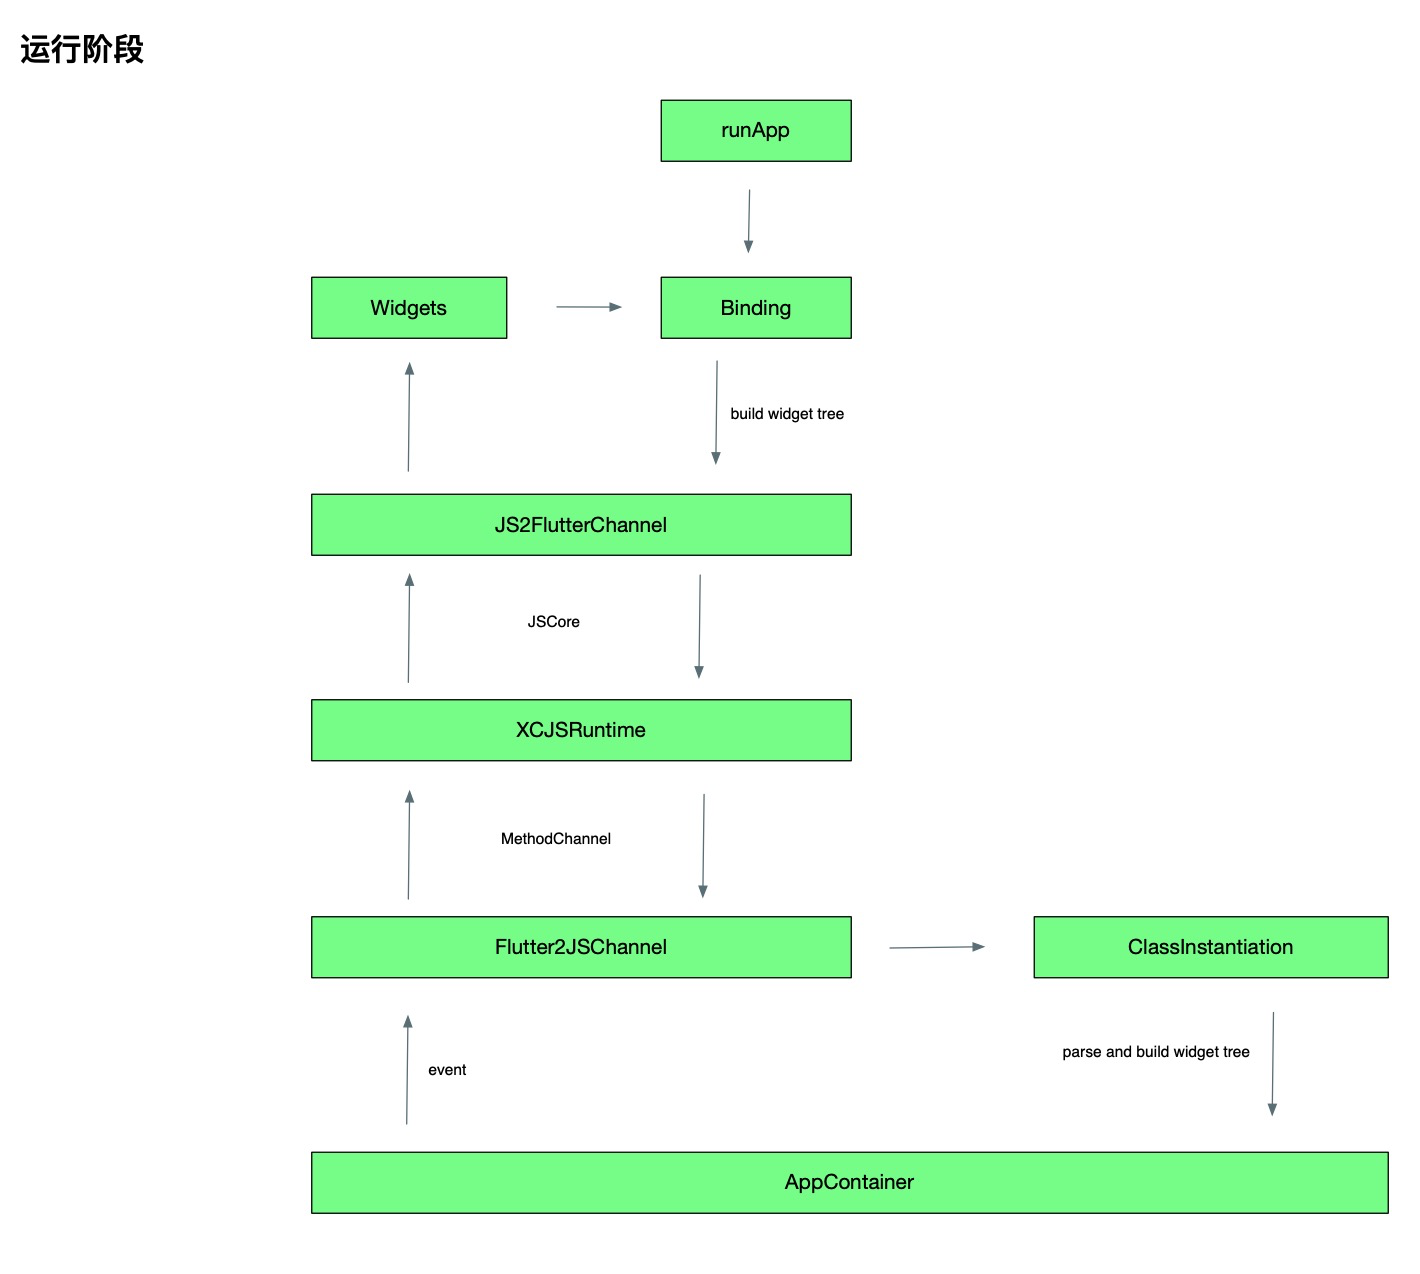 运行阶段
runApp
Widgets
Binding
build widget tree
JS2FlutterChannel
JSCore
XCJSRuntime
MethodChannel
Flutter2JSChannel
ClassInstantiation
parse and build widget tree
event
AppContainer